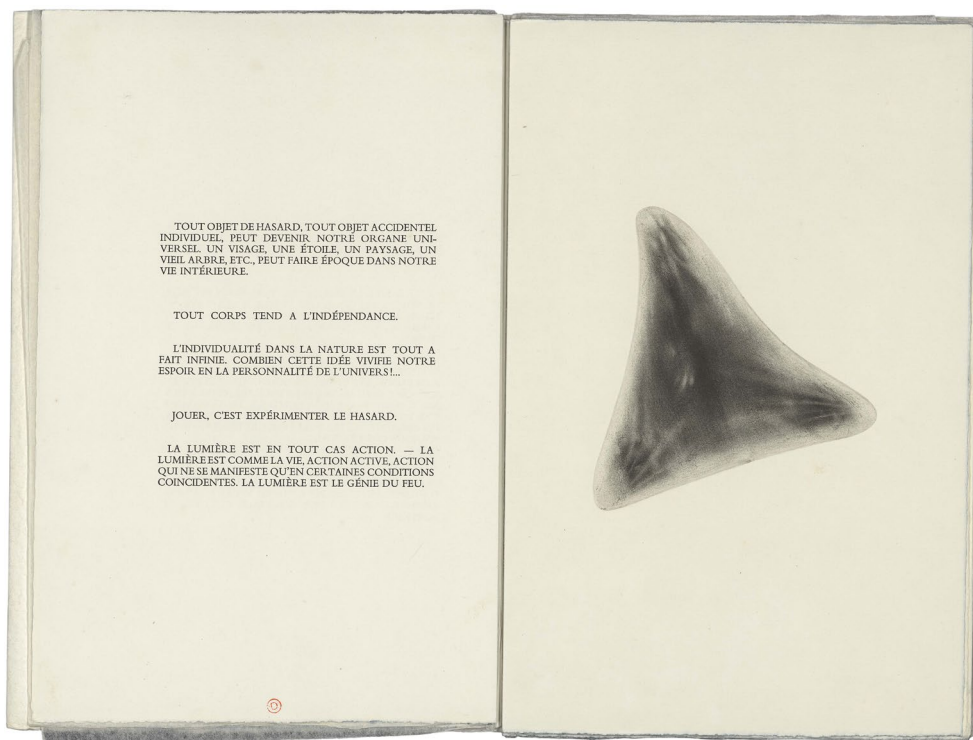 TOUT OBJET DE HASARD, TOUT OBJET ACCIDENTEL
INDIVIDUEL, PEUT DEVENIR NOTRE ORGANE UNI-
VERSEL. UN VISAGE, UNE ÉTOILE, UN PAYSAGE, UN
VIEIL ARBRE, ETC., PEUT FAIRE ÉPOQUE DANS NOTRE
VIE INTÉRIEURE.
TOUT CORPS TEND A L'INDÉPENDANCE.
L'INDIVIDUALITÉ DANS LA NATURE EST TOUT A
FAIT INFINIE. COMBIEN CETTE IDÉE VIVIFIE NOTRE
ESPOIR EN LA PERSONNALITÉ DE L'UNIVERS!...
JOUER, C'EST EXPÉRIMENTER LE HASARD.
LA LUMIÈRE EST EN TOUT CAS ACTION. — LA
LUMIÈRE EST COMME LA VIE, ACTION ACTIVE, ACTION
QUI NE SE MANIFESTE QU'EN CERTAINES CONDITIONS
COINCIDENTES. LA LUMIÈRE EST LE GÉNIE DU FEU.